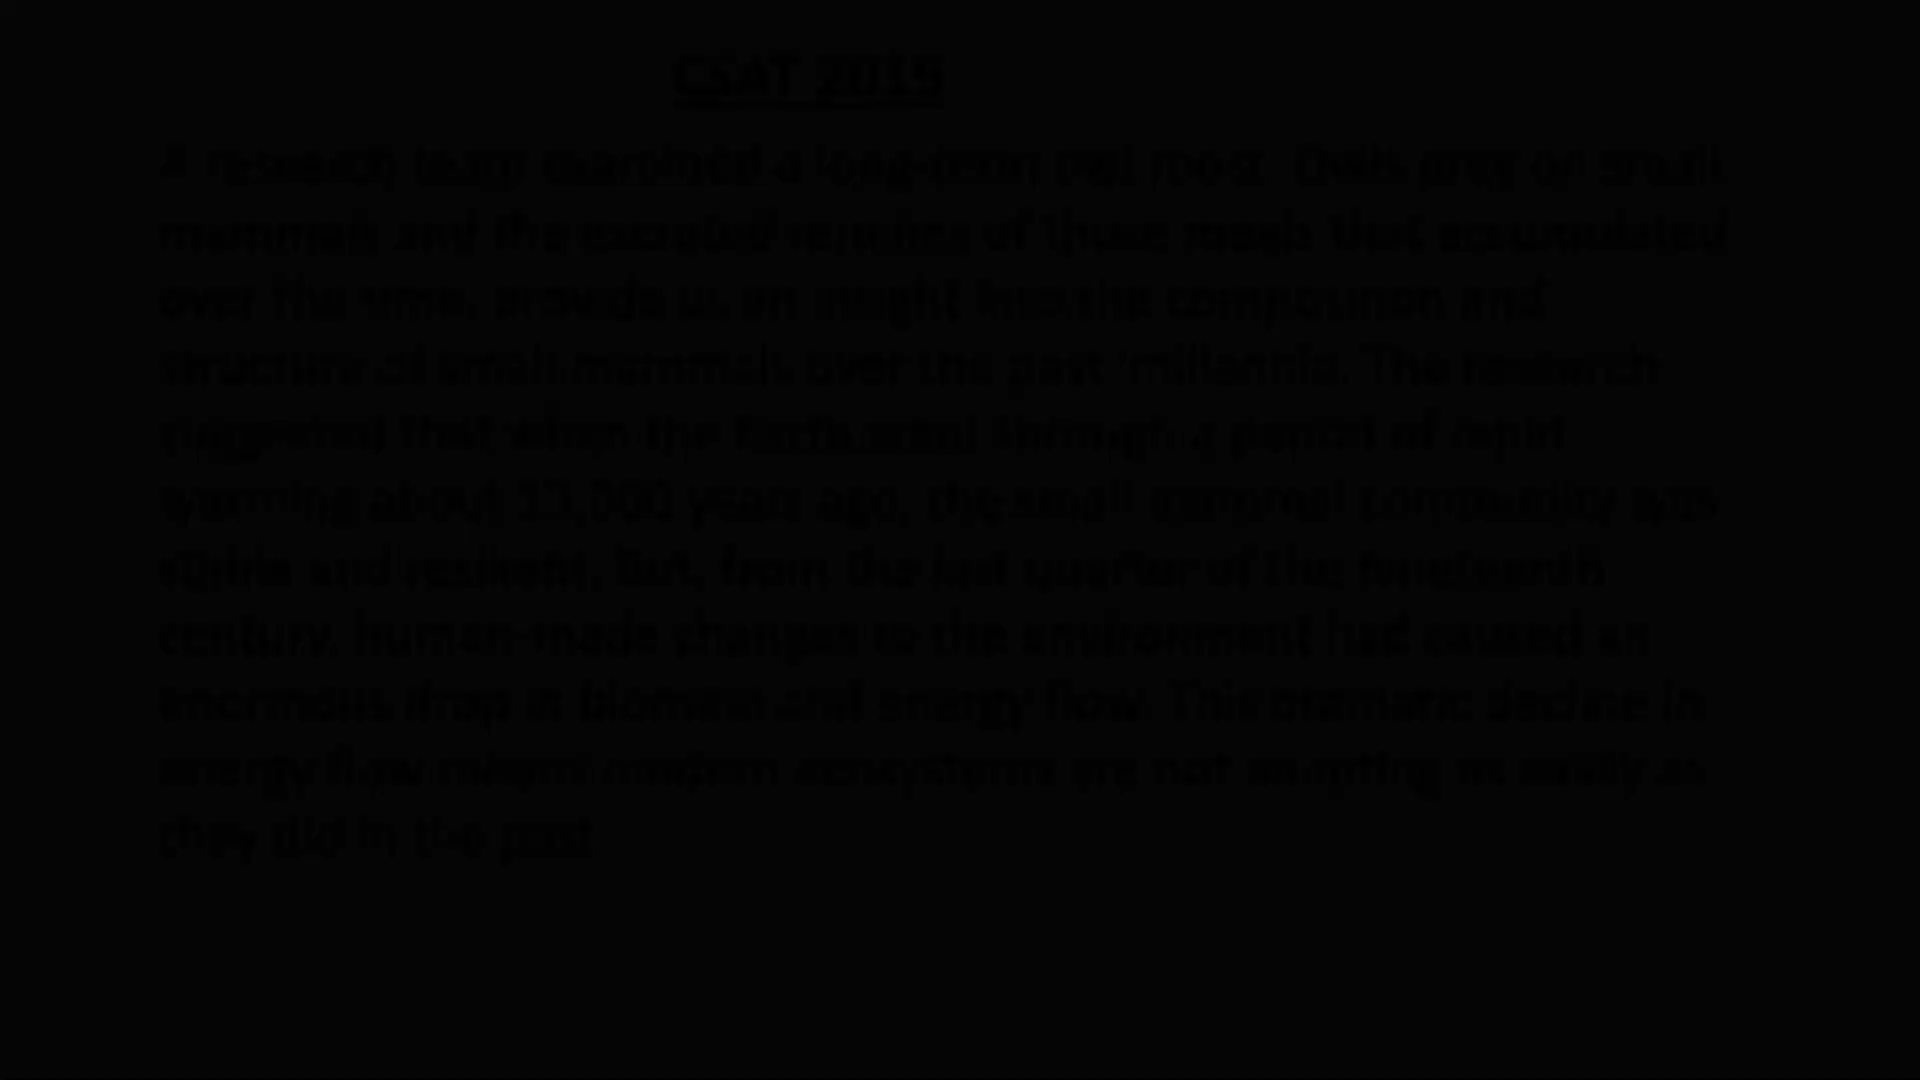 CSAT 2019
A research team examined a long-term owl roost. Owls prey on small
mammals and the excreted remains of those meals that accumulated
over the time, provide us an insight into the composition and
structure of small mammals over the past millennia. The research
suggested that when the Earth went through a period of rapid
warming about 13,000 years ago, the small mammal community was
stable and resilient. But, from the last quarter of the nineteenth
century, human-made changes to the environment had caused an
enormous drop in biomass and energy flow. This dramatic decline in
energy flow means modern ecosystems are not adapting as easily as
they did in the past